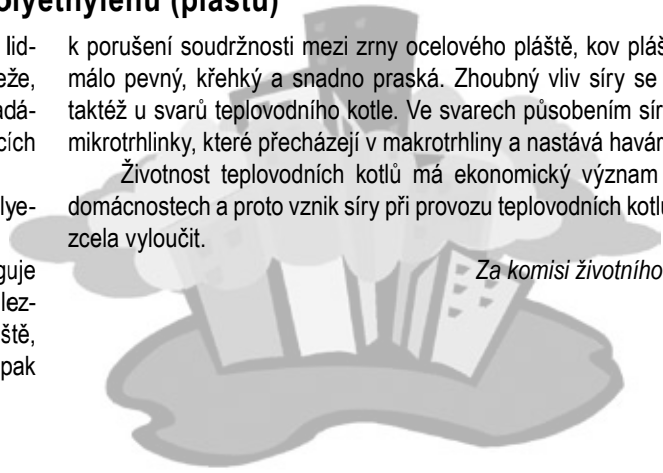 olyethylenu (plastu)
lid-
eže,
adá-
cích
lye-
guje
lez-
iště,
pak
k porušení soudržnosti mezi zrny ocelového pláště, kov pláš
málo pevný, křehký a snadno praská. Zhoubný vliv síry se
taktéž u svarů teplovodního kotle. Ve svarech působením sír
mikrotrhlinky, které přecházejí v makrotrhliny a nastává havár
Životnost teplovodních kotlů má ekonomický význam
domácnostech a proto vznik síry při provozu teplovodních kotlů
zcela vyloučit.
Za komisi životního